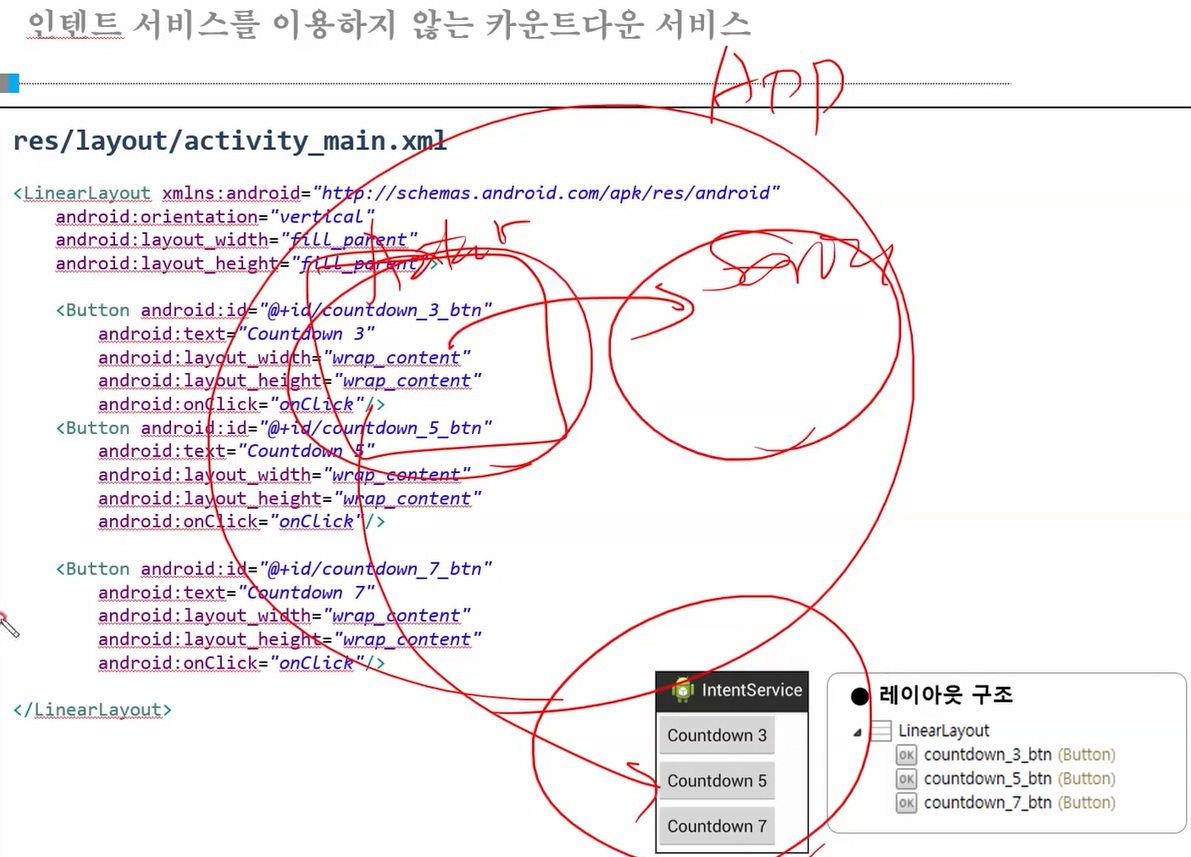 인텐트 서비스를 이용하지 않는 카운트다운 서비스
App
res/layout/activity_main.xml
<LinearLayout xmlns:android="http://schemas.android.com/apk/res/android"
android:orientation="vertical"
android:layout_width="fill_parent"
android:layout_height="fill_parent">
<Button android:id="@+id/countdown_3_btn"
android:text="Countdown 3"
android:layout_width="wrap_content"
android:layout_height="wrap_content"
android:onClick="onClick"/>
<Button android:id="@+id/countdown_5_btn"
android:text="Countdown 5"
android:layout_width="wrap_content"
android:layout_height="wrap_content"
android:onClick="onClick"/>
<Button android:id="@+id/countdown_7_btn"
android:text="Countdown 7"
android:layout_width="wrap_content"
android:layout_height="wrap_content"
android:onClick="onClick"/>
</LinearLayout>
IntentService
Countdown 3
Countdown 5
Countdown 7
● 레이아웃 구조
LinearLayout
OK countdown_3_btn (Button)
OK countdown_5_btn (Button)
OK countdown_7_btn (Button)